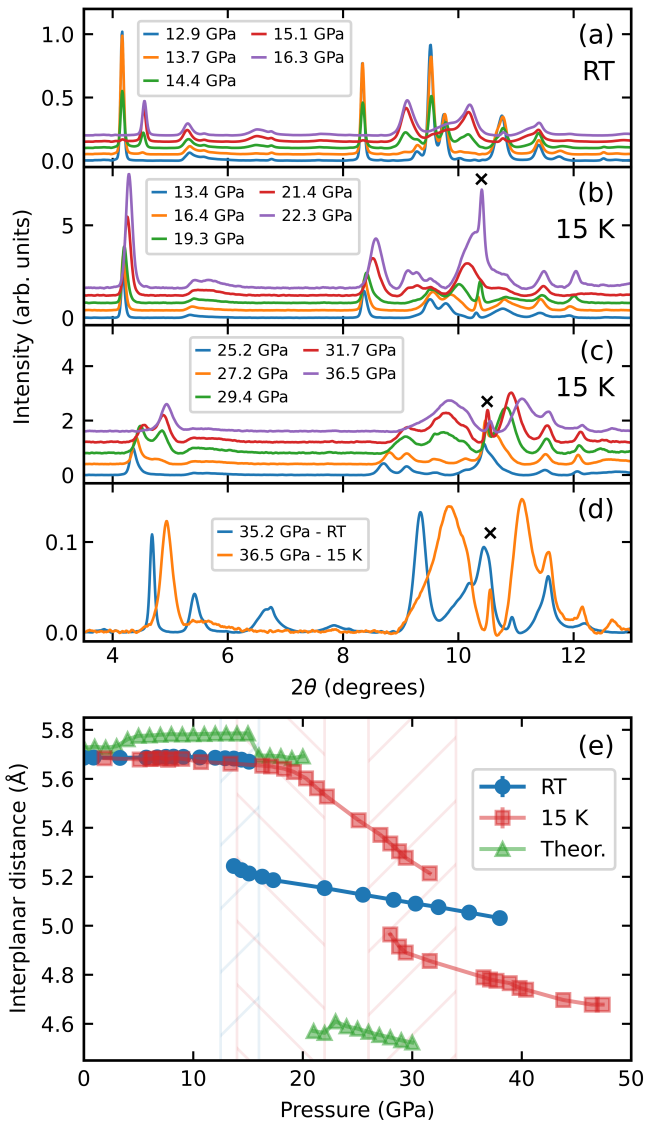 12.9 GPa
13.7 GPa
14.4 GPa
15.1 GPa
16.3 GPa
(a)
RT
1.0
0.5
0.0
13.4 GPa
16.4 GPa
19.3 GPa
21.4 GPa
22.3 GPa
×
(b)
15 K
5
0
Intensity (arb. units)
25.2 GPa
27.2 GPa
29.4 GPa
31.7 GPa
36.5 GPa
×
(c)
15 K
4
2
0
35.2 GPa - RT
36.5 GPa - 15 K
×
(d)
0.1
0.0
4 6 8 10 12
2θ (degrees)
5.8
5.6
5.4
5.2
5.0
4.8
4.6
Interplanar distance (Å)
RT
15 K
Theor.
(e)
0 10 20 30 40 50
Pressure (GPa)